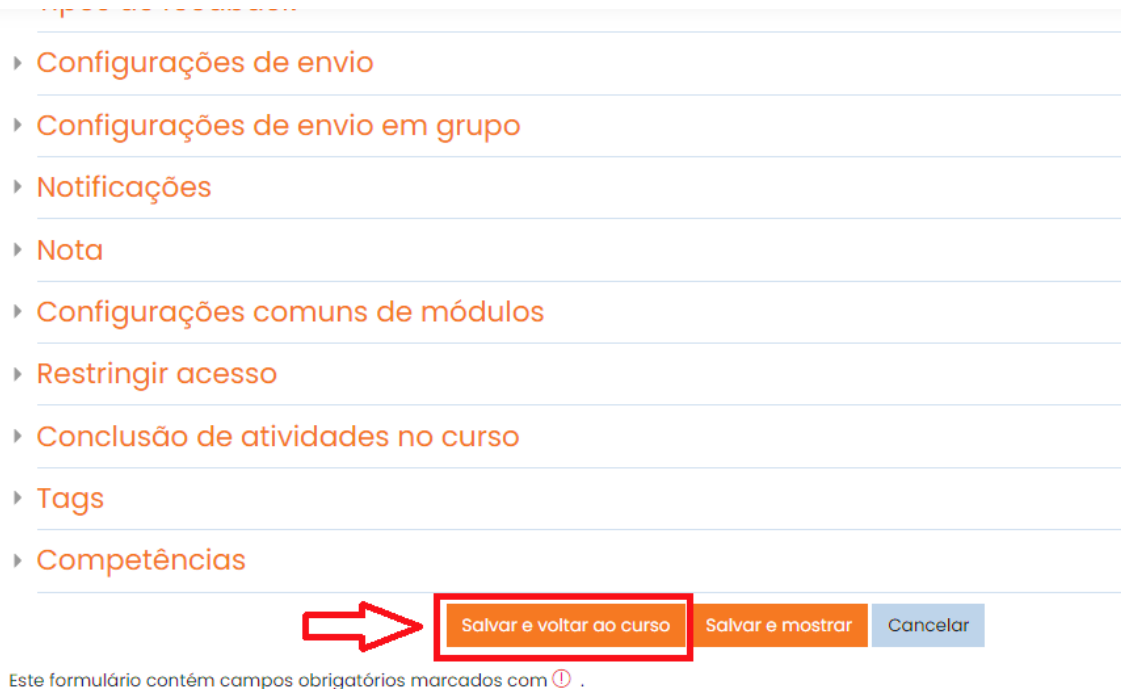 Configurações de envio
Configurações de envio em grupo
Notificações
Nota
Configurações comuns de módulos
Restringir acesso
Conclusão de atividades no curso
Tags
Competências
Salvar e voltar ao curso Salvar e mostrar Cancelar
Este formulário contém campos obrigatórios marcados com ! .